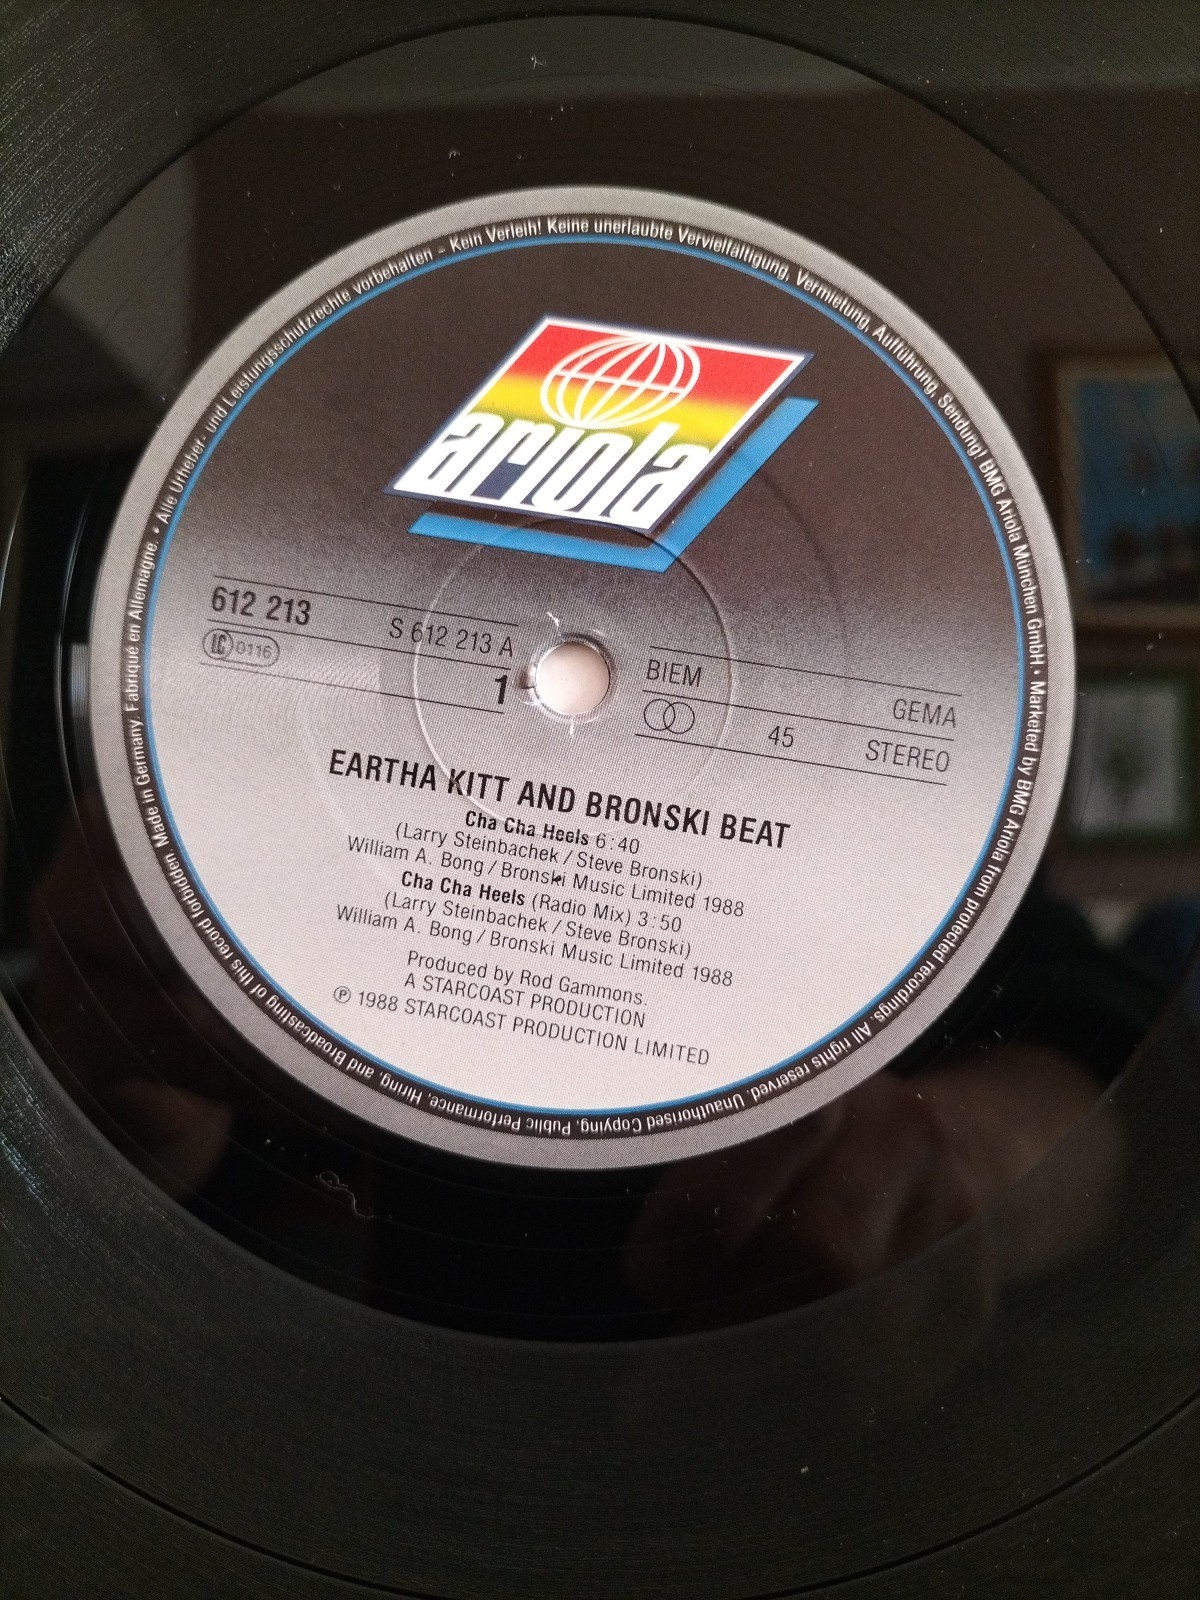 • Alle Urheber- und Leistungsschutzrechte vorbehalten - Kein Verleih! Keine unerlaubte Vervielfältigung, Vermietung, Aufführung, Sendung! BMG Ariola München GmbH. • Marketed by BMG Ariola from protected recordings. All rights reserved. Unauthorised Copying, Public Performance, Hiring, and Broadcasting of this record forbidden. Made in Germany. Fabriqué en Allemagne.
ariola
612 213
S 612 213 A
LC 0116
1
BIEM
GEMA
45
STEREO
EARTHA KITT AND BRONSKI BEAT
Cha Cha Heels 6:40
(Larry Steinbachek/Steve Bronski)
William A. Bong/Bronski Music Limited 1988
Cha Cha Heels (Radio Mix) 3:50
(Larry Steinbachek/Steve Bronski)
William A. Bong/Bronski Music Limited 1988
Produced by Rod Gammons.
A STARCOAST PRODUCTION
℗ 1988 STARCOAST PRODUCTION LIMITED